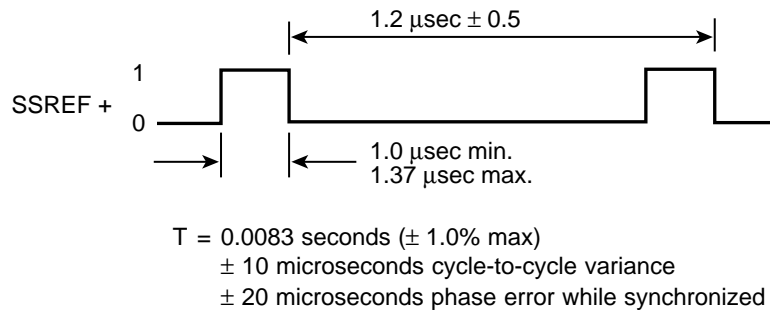 1.2 μsec ± 0.5
1
SSREF +
0
1.0 μsec min.
1.37 μsec max.
T = 0.0083 seconds (± 1.0% max)
± 10 microseconds cycle-to-cycle variance
± 20 microseconds phase error while synchronized